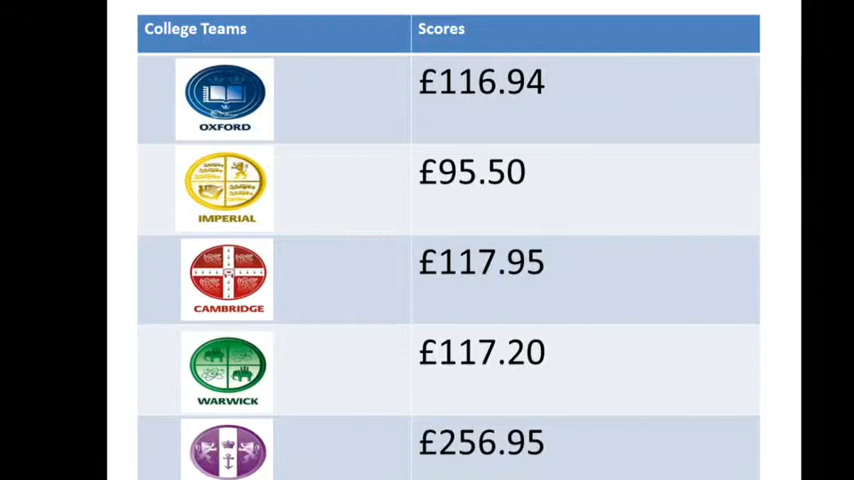 College Teams Scores
OXFORD £116.94
IMPERIAL £95.50
CAMBRIDGE £117.95
WARWICK £117.20
£256.95